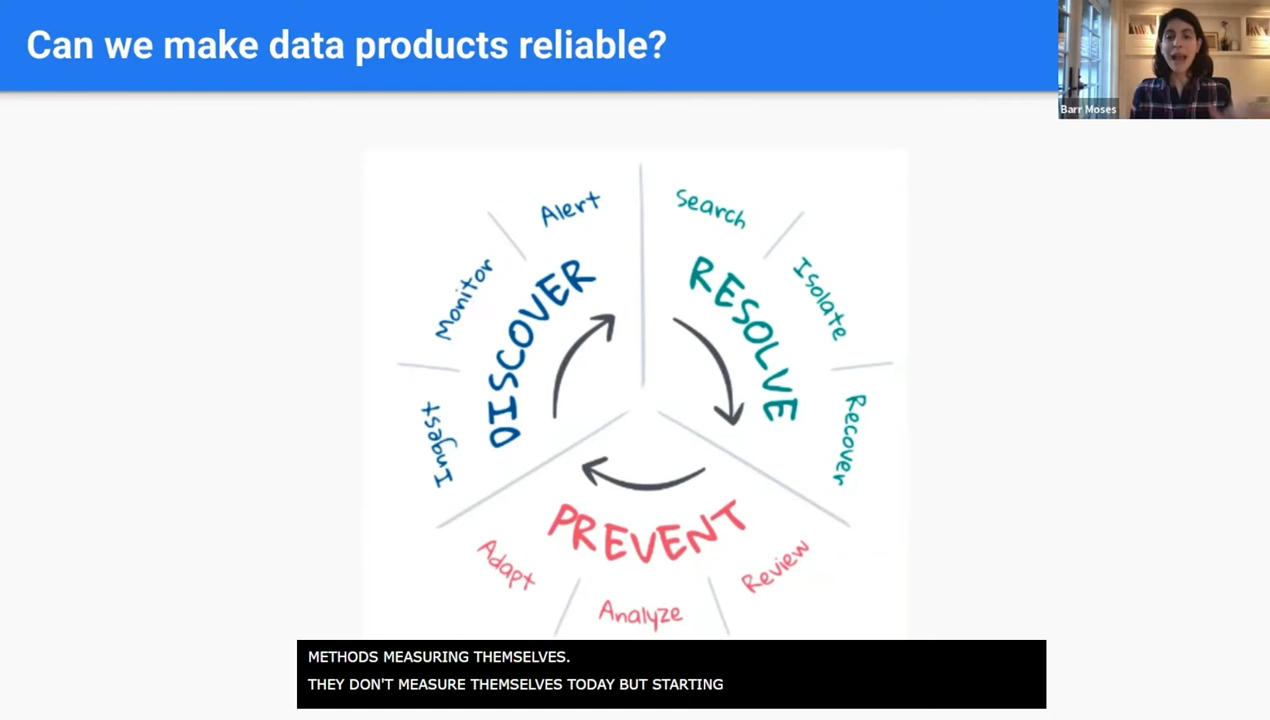 Can we make data products reliable?
Barr Moses
Alert
Search
Monitor
Isolate
DISCOVER
RESOLVE
Ingest
Recover
PREVENT
Adapt
Analyze
Review
METHODS MEASURING THEMSELVES.
THEY DON'T MEASURE THEMSELVES TODAY BUT STARTING